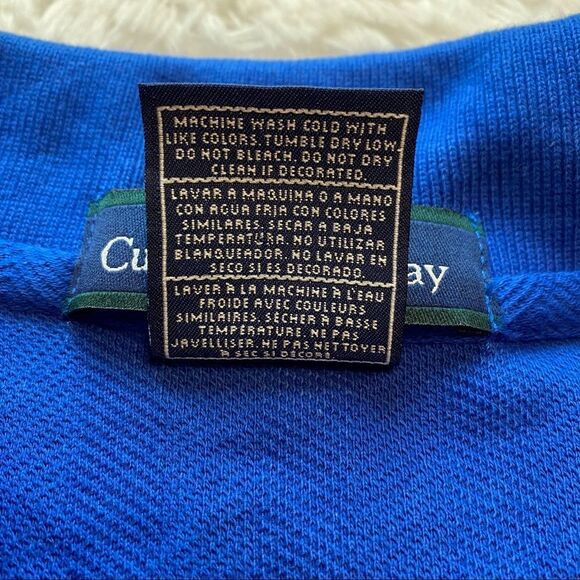 MACHINE WASH COLD WITH
LIKE COLORS. TUMBLE DRY LOW.
DO NOT BLEACH. DO NOT DRY
CLEAN IF DECORATED.
LAVAR A MAQUINA O A MANO
CON AGUA FRIA CON COLORES
SIMILARES. SECAR A BAJA
TEMPERATURA. NO UTILIZAR
BLANQUEADOR. NO LAVAR EN
SECO SI ES DECORADO.
Cu ay
LAVER À LA MACHINE À L'EAU
FROIDE AVEC COULEURS
SIMILAIRES. SÉCHER À BASSE
TEMPÉRATURE. NE PAS
JAVELLISER. NE PAS NETTOYER
À SEC SI DÉCORÉ